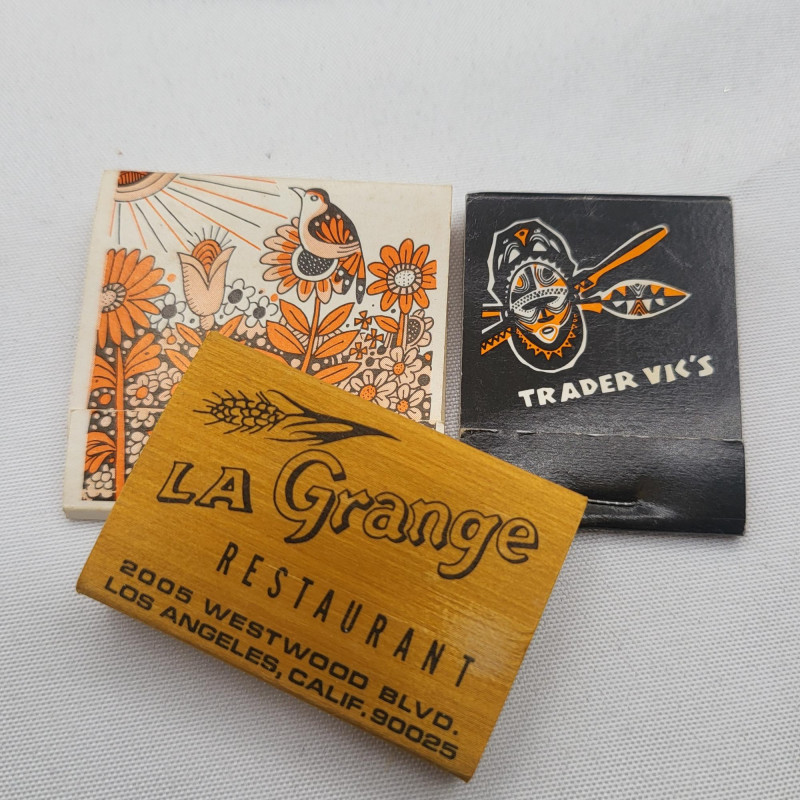 TRADER VIC'S
LA Grange
RESTAURANT
2005 WESTWOOD BLVD.
LOS ANGELES, CALIF. 90025